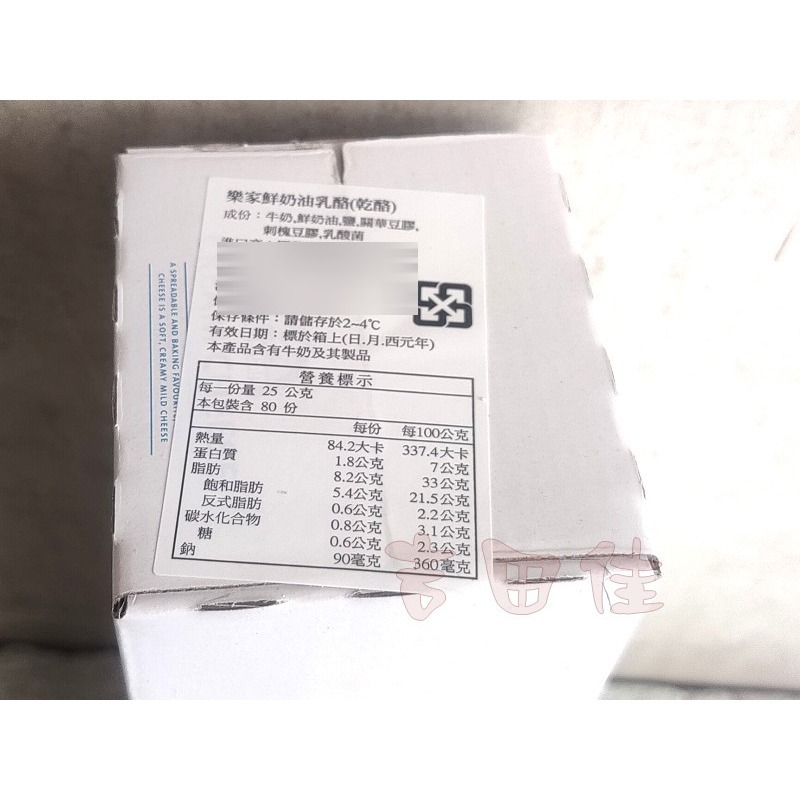 樂家鮮奶油乳酪(乾酪)
成份：牛奶,鮮奶油,鹽,關華豆膠,
刺槐豆膠,乳酸菌
保存條件：請儲存於2~4℃
有效日期：標於箱上(日.月.西元年)
本產品含有牛奶及其製品
營養標示
每一份量 25 公克
本包裝含 80 份
每份 每100公克
熱量 84.2大卡 337.4大卡
蛋白質 1.8公克 7公克
脂肪 8.2公克 33公克
飽和脂肪 5.4公克 21.5公克
反式脂肪 0.6公克 2.2公克
碳水化合物 0.8公克 3.1公克
糖 0.6公克 2.3公克
鈉 90毫克 360毫克
A SPREADABLE AND BAKING FAVOURITE,
CHEESE IS A SOFT, CREAMY MILD CHEESE
吉田佳